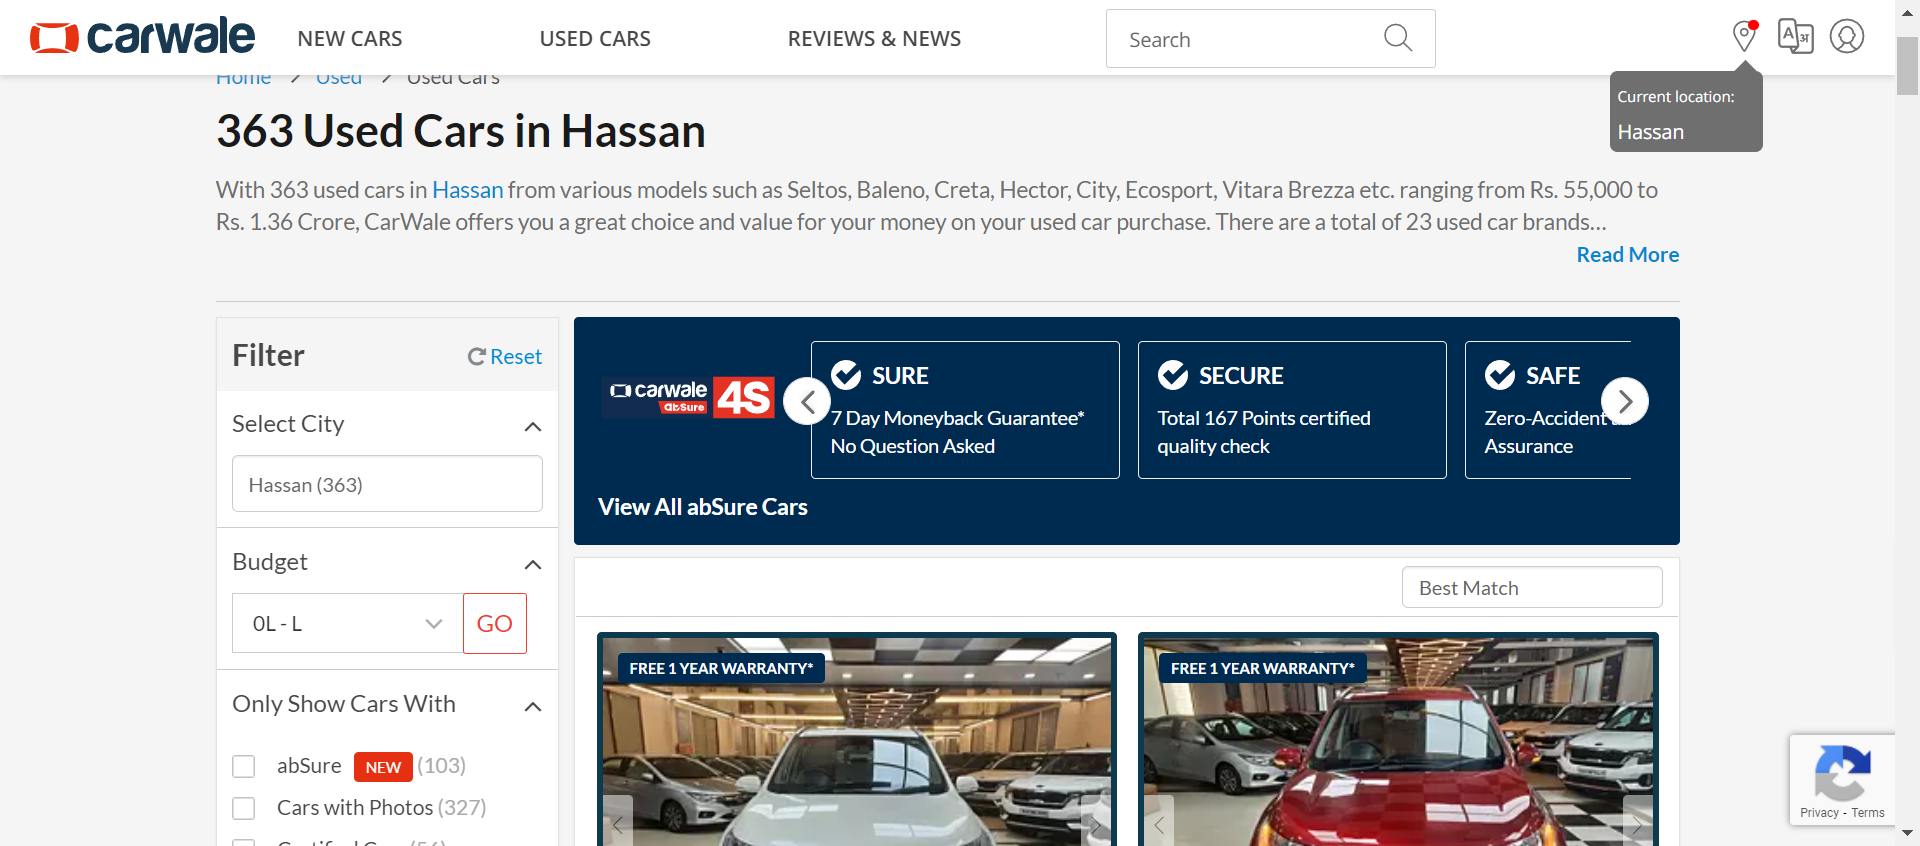 carwale
NEW CARS
USED CARS
REVIEWS & NEWS
Search
Aअ
Current location:
Hassan
Home
Used
Used Cars
363 Used Cars in Hassan
With 363 used cars in Hassan from various models such as Seltos, Baleno, Creta, Hector, City, Ecosport, Vitara Brezza etc. ranging from Rs. 55,000 to
Rs. 1.36 Crore, CarWale offers you a great choice and value for your money on your used car purchase. There are a total of 23 used car brands...
Read More
Filter
Reset
Select City
Hassan (363)
Budget
0L - L
GO
Only Show Cars With
abSure NEW (103)
Cars with Photos (327)
carwale
abSure
4S
SURE
7 Day Moneyback Guarantee*
No Question Asked
SECURE
Total 167 Points certified
quality check
SAFE
Zero-Accident
Assurance
View All abSure Cars
Best Match
FREE 1 YEAR WARRANTY*
FREE 1 YEAR WARRANTY*
Privacy - Terms